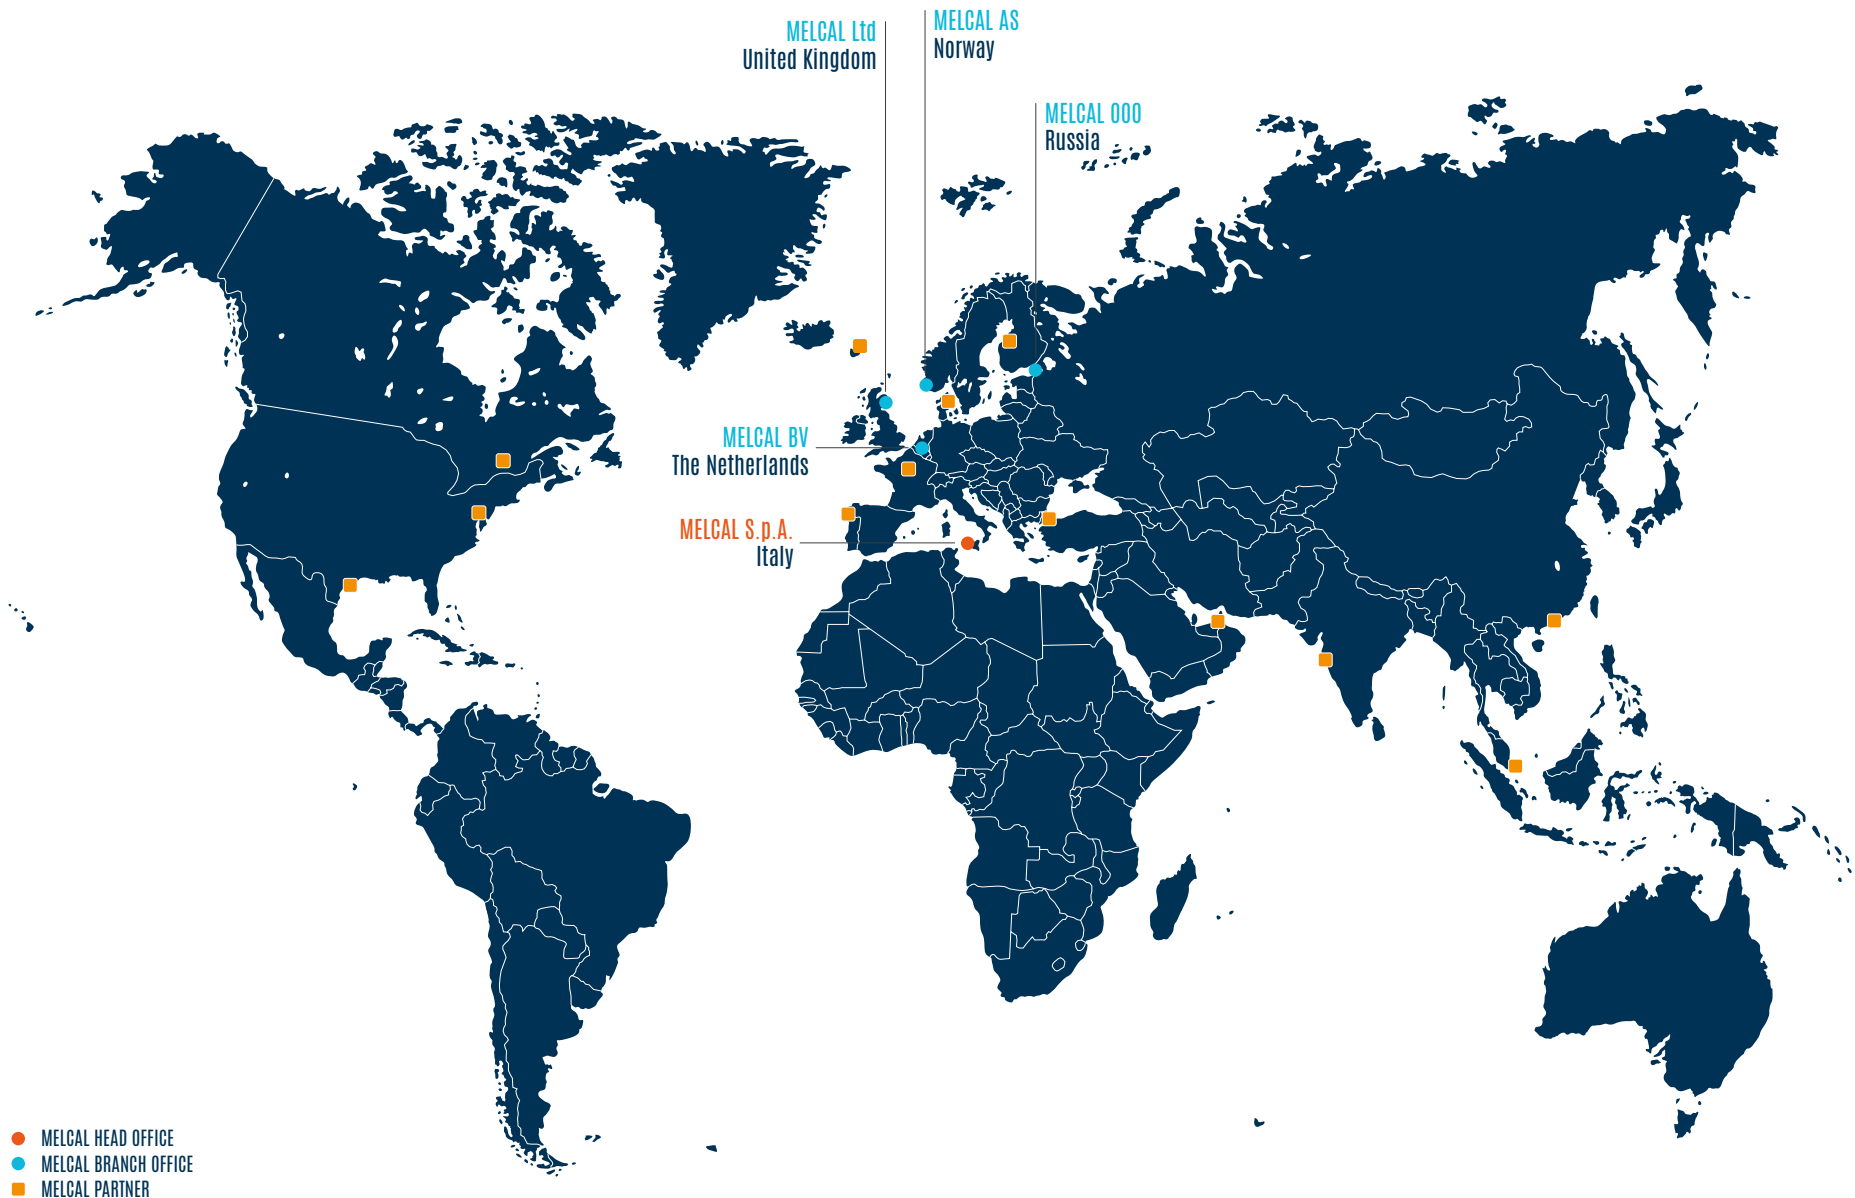 MELCAL Ltd
United Kingdom
MELCAL AS
Norway
MELCAL OOO
Russia
MELCAL BV
The Netherlands
MELCAL S.p.A.
Italy
MELCAL HEAD OFFICE
MELCAL BRANCH OFFICE
MELCAL PARTNER